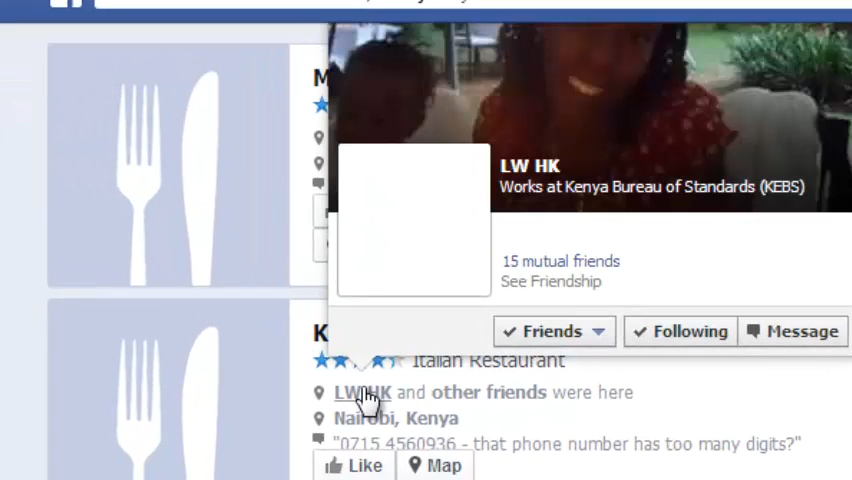 M
LW HK
Works at Kenya Bureau of Standards (KEBS)
15 mutual friends
See Friendship
Friends
Following
Message
K
Italian Restaurant
LW HK and other friends were here
Nairobi, Kenya
"0715 4560936 - that phone number has too many digits?"
Like
Map